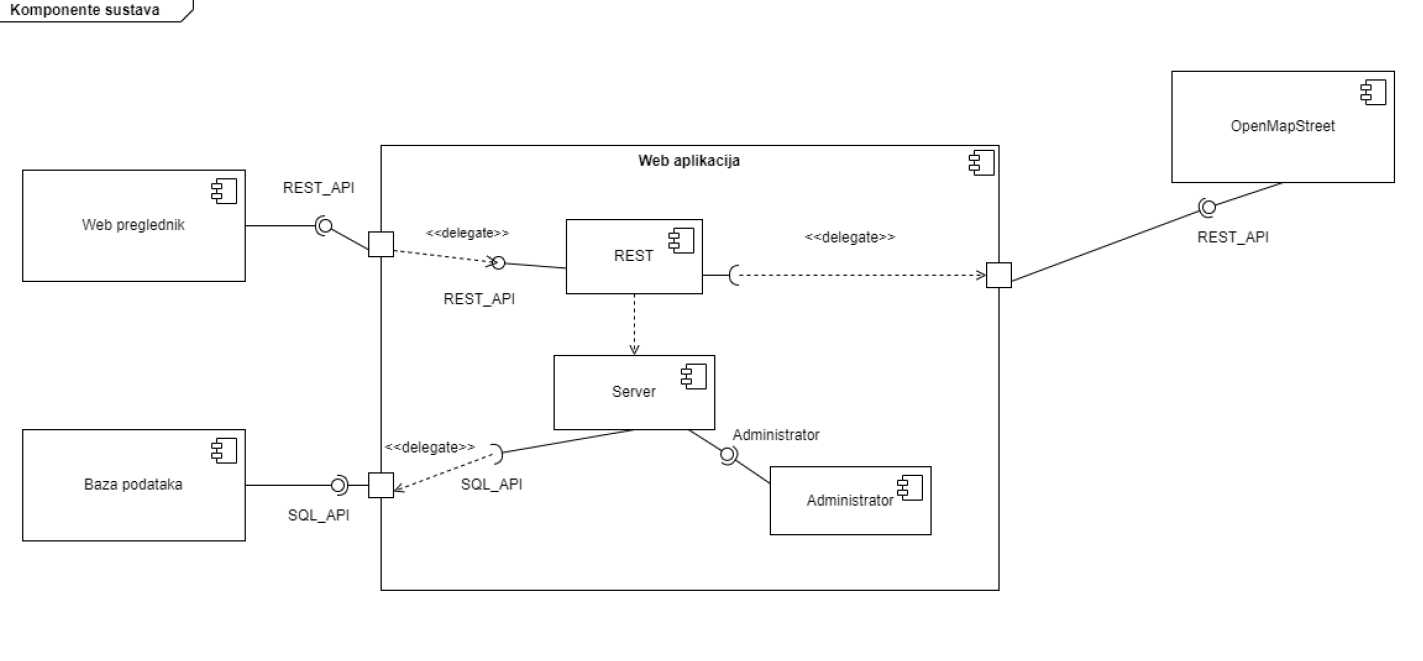 Komponente sustava
OpenMapStreet
Web aplikacija
REST_API
Web preglednik
<<delegate>>
<<delegate>>
REST_API
REST
REST_API
Server
Administrator
<<delegate>>
Baza podataka
SQL_API
Administrator
SQL_API